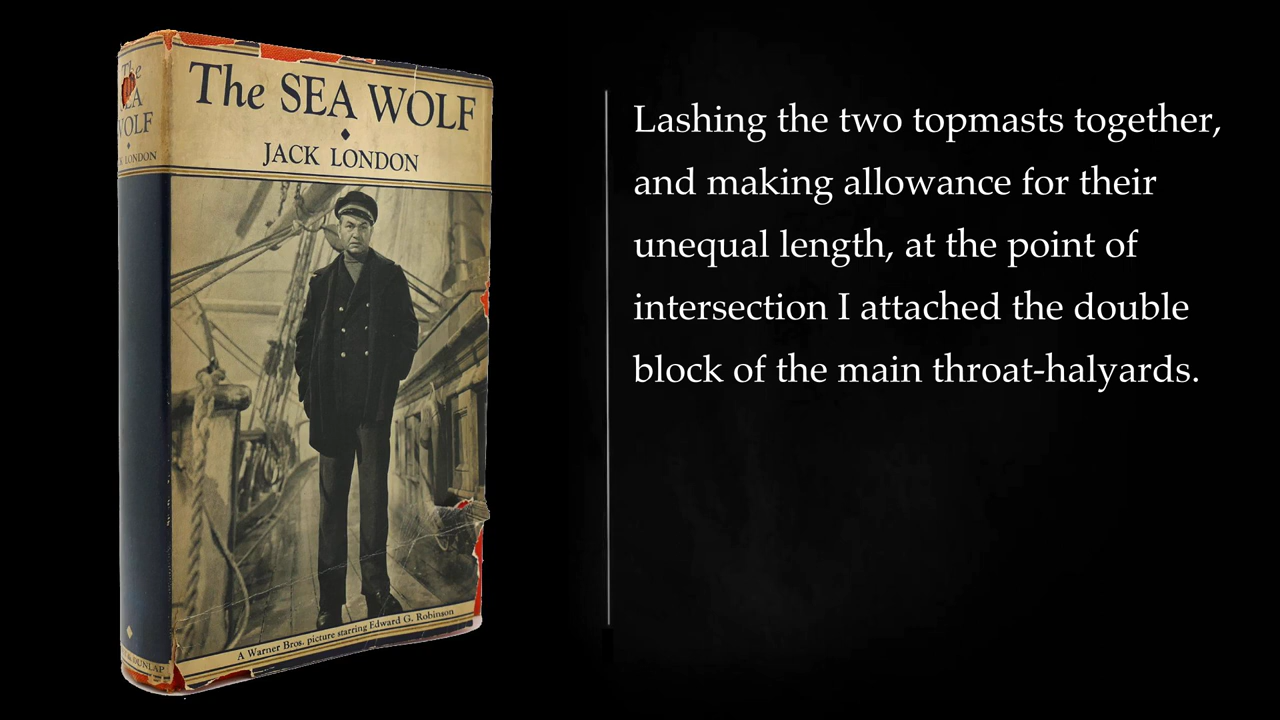 The SEA WOLF
JACK LONDON
A Warner Bros. picture starring Edward G. Robinson
The
WOLF
LONDON
DUNLAP
Lashing the two topmasts together,
and making allowance for their
unequal length, at the point of
intersection I attached the double
block of the main throat-halyards.